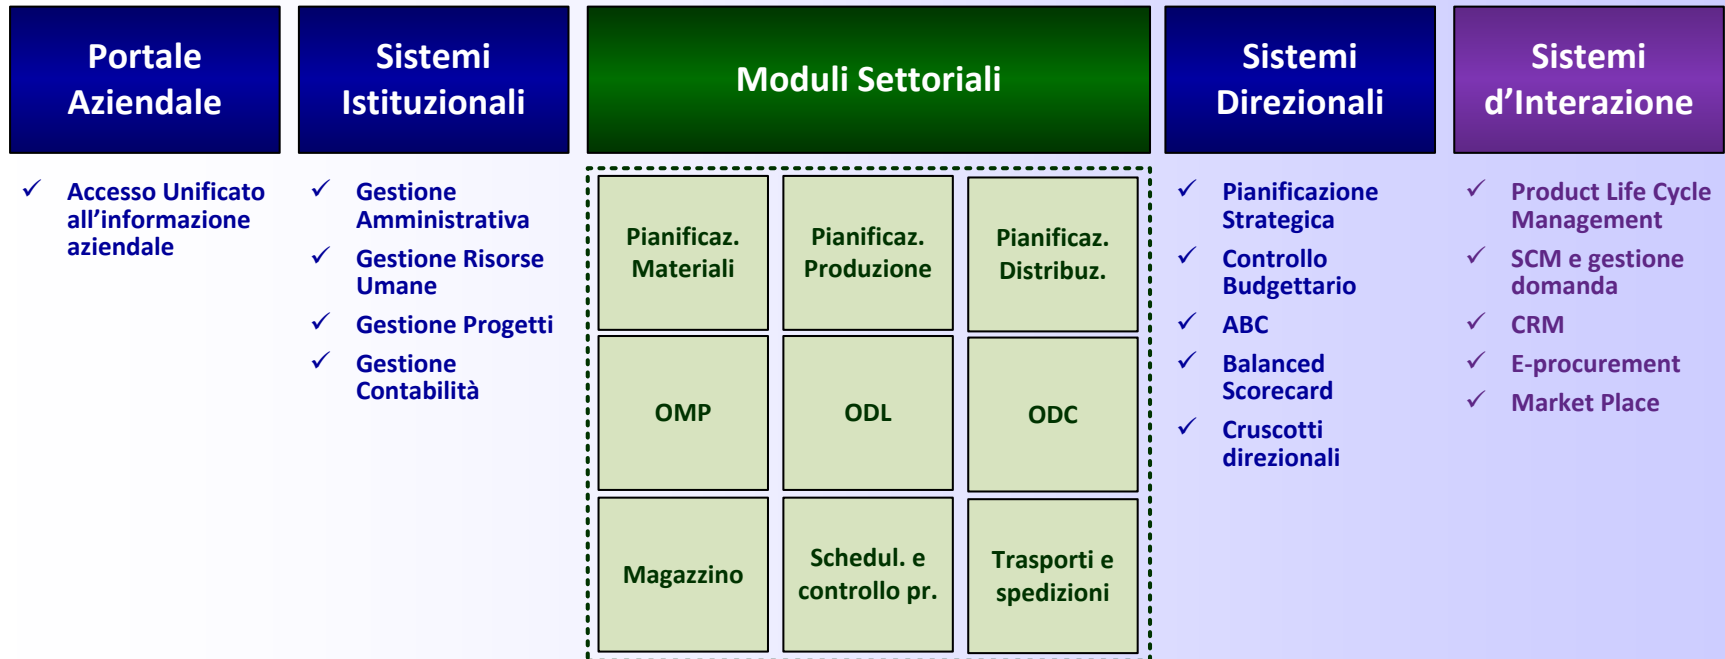 Portale
Aziendale
Sistemi
Istituzionali
Moduli Settoriali
Sistemi
Direzionali
Sistemi
d’Interazione
✓ Accesso Unificato
all’informazione
aziendale
✓ Gestione
Amministrativa
✓ Gestione Risorse
Umane
✓ Gestione Progetti
✓ Gestione
Contabilità
Pianificaz.
Materiali
Pianificaz.
Produzione
Pianificaz.
Distribuz.
OMP
ODL
ODC
Magazzino
Schedul. e
controllo pr.
Trasporti e
spedizioni
✓ Pianificazione
Strategica
✓ Controllo
Budgettario
✓ ABC
✓ Balanced
Scorecard
✓ Cruscotti
direzionali
✓ Product Life Cycle
Management
✓ SCM e gestione
domanda
✓ CRM
✓ E-procurement
✓ Market Place